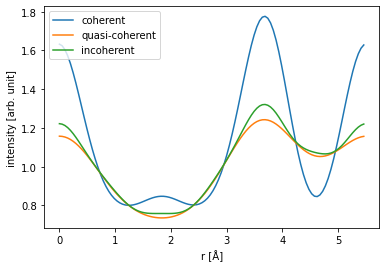 coherent
quasi-coherent
incoherent
intensity [arb. unit]
1.8
1.6
1.4
1.2
1.0
0.8
0
1
2
3
4
5
r [Å]